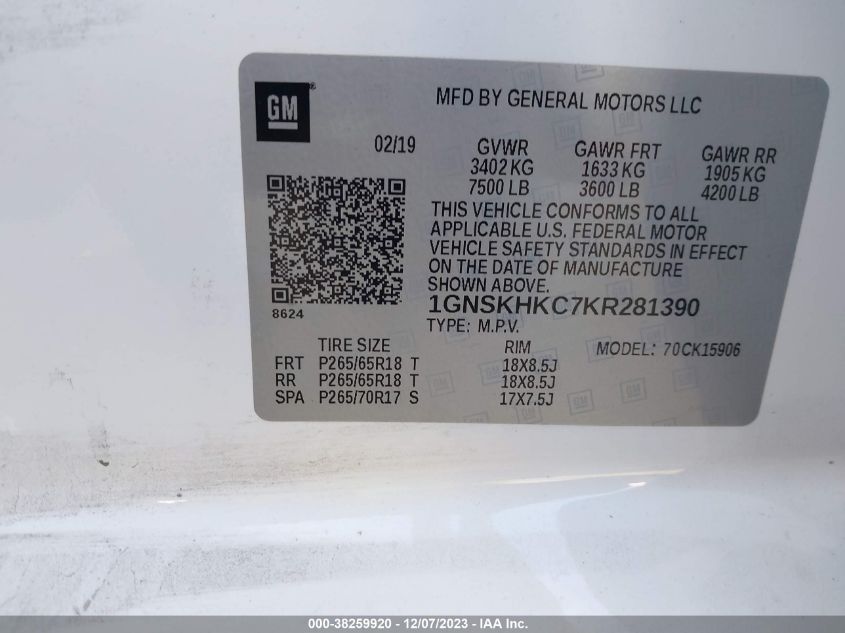 GM ®
MFD BY GENERAL MOTORS LLC
02/19 GVWR GAWR FRT GAWR RR
3402 KG 1633 KG 1905 KG
7500 LB 3600 LB 4200 LB
THIS VEHICLE CONFORMS TO ALL
APPLICABLE U.S. FEDERAL MOTOR
VEHICLE SAFETY STANDARDS IN EFFECT
ON THE DATE OF MANUFACTURE
SHOWN ABOVE.
1GNSKHKC7KR281390
8624
TYPE: M.P.V.
TIRE SIZE RIM MODEL: 70CK15906
FRT P265/65R18 T 18X8.5J
RR P265/65R18 T 18X8.5J
SPA P265/70R17 S 17X7.5J
000-38259920 - 12/07/2023 - IAA Inc.